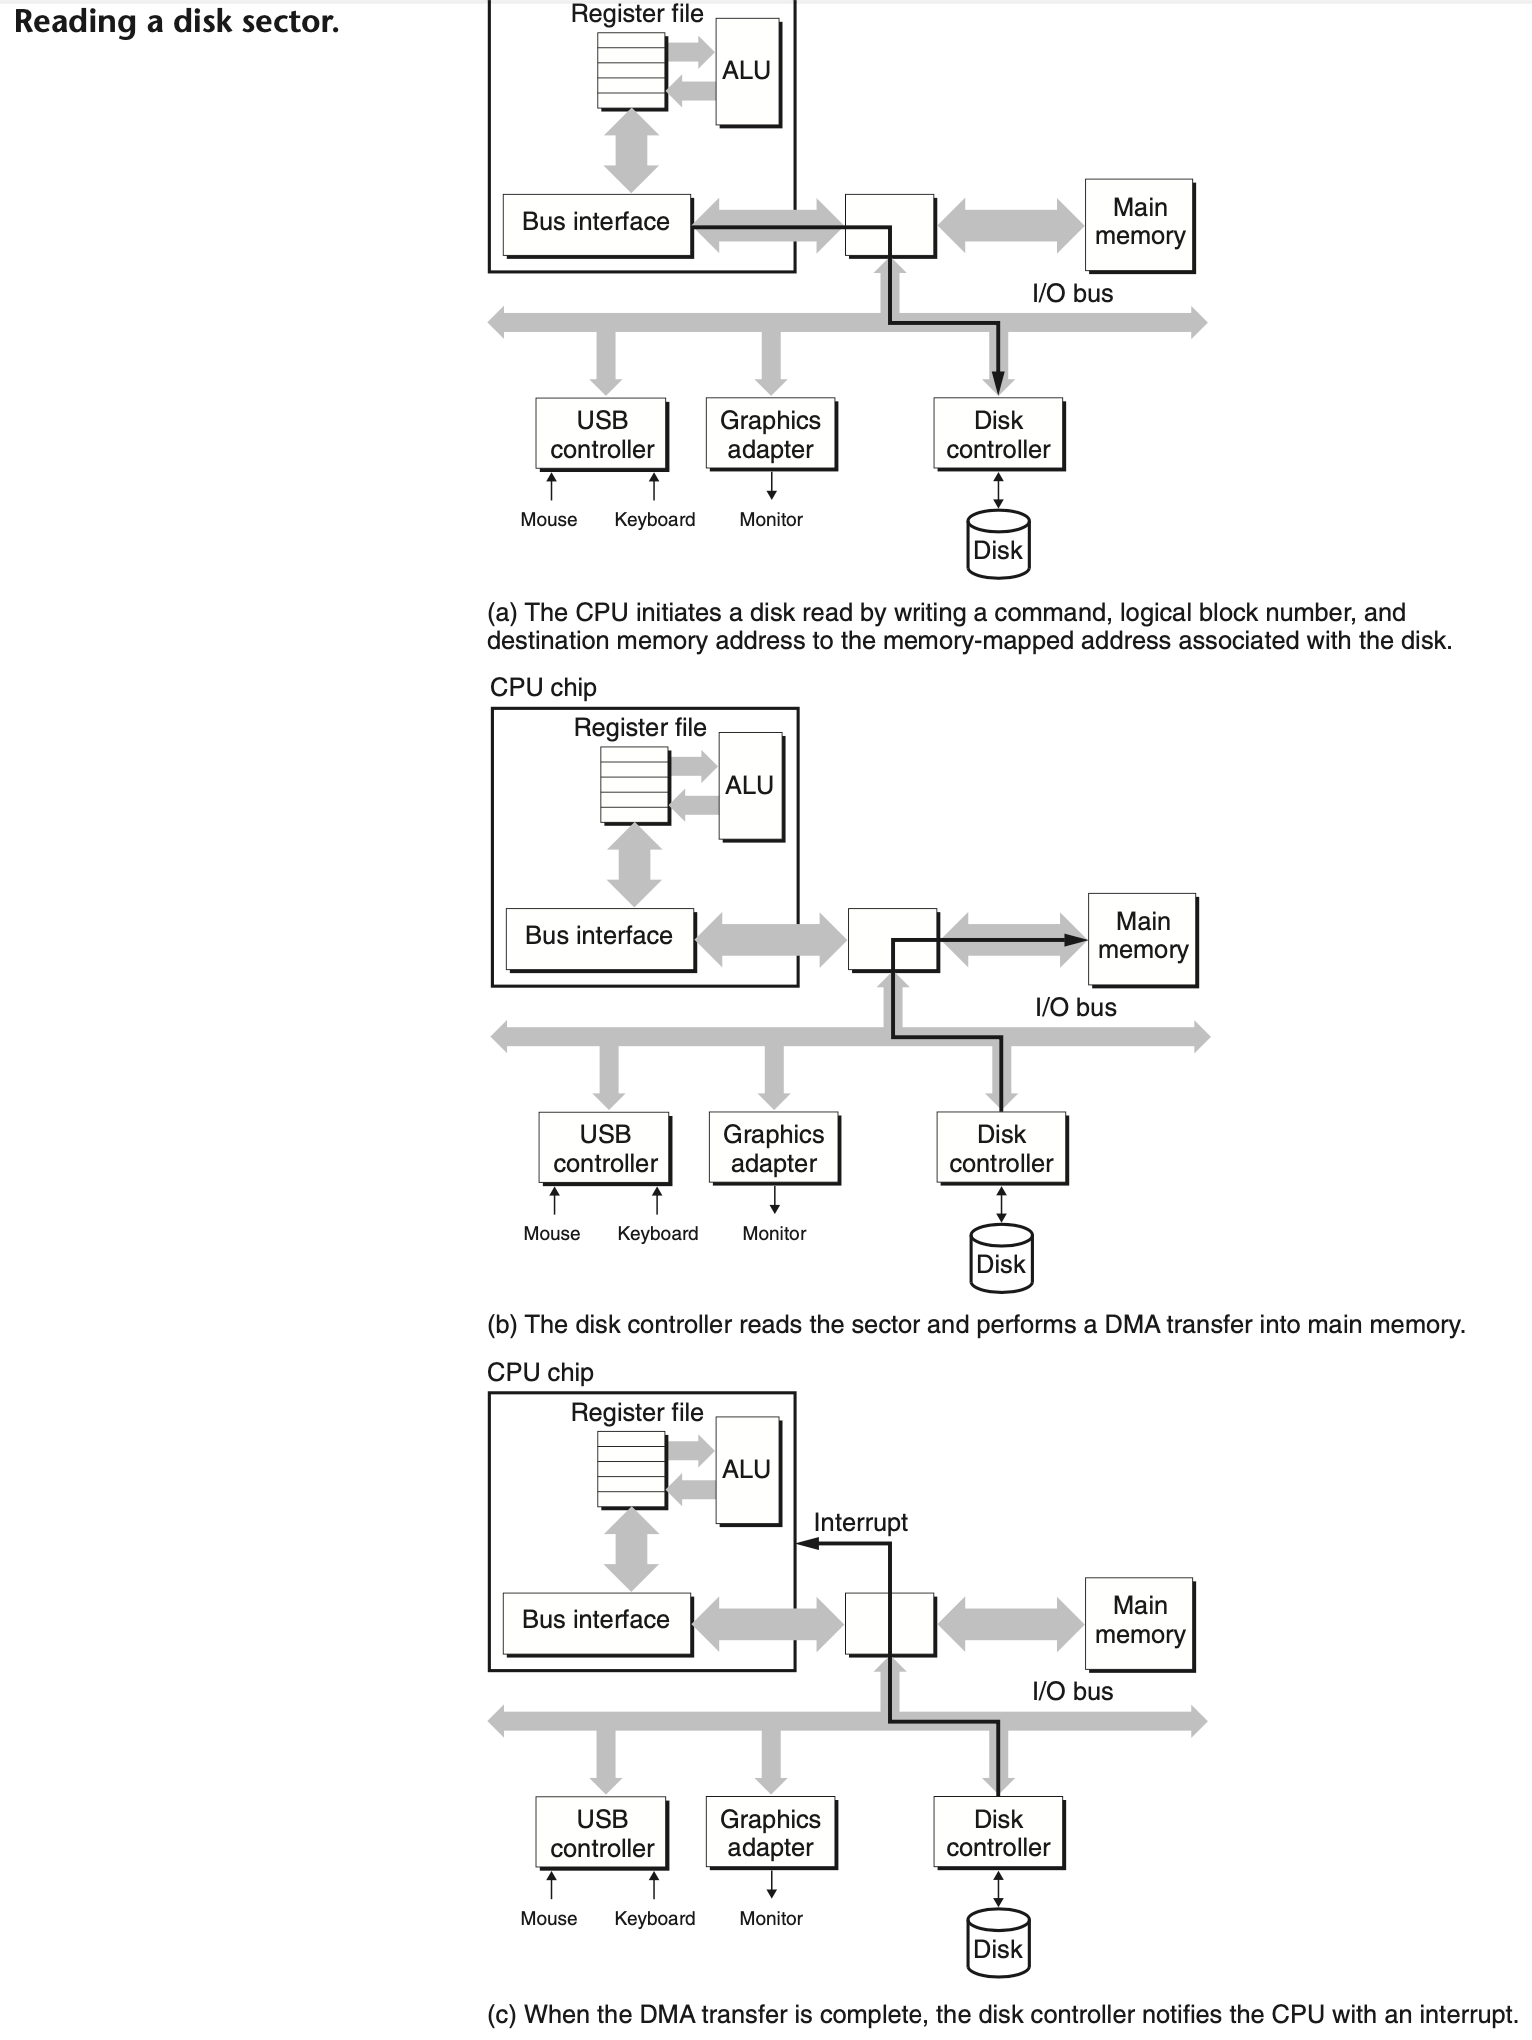 Reading a disk sector.
Register file
ALU
Bus interface
Main
memory
I/O bus
USB
controller
Graphics
adapter
Disk
controller
Mouse
Keyboard
Monitor
Disk
(a) The CPU initiates a disk read by writing a command, logical block number, and
destination memory address to the memory-mapped address associated with the disk.
CPU chip
Register file
ALU
Bus interface
Main
memory
I/O bus
USB
controller
Graphics
adapter
Disk
controller
Mouse
Keyboard
Monitor
Disk
(b) The disk controller reads the sector and performs a DMA transfer into main memory.
CPU chip
Register file
ALU
Interrupt
Bus interface
Main
memory
I/O bus
USB
controller
Graphics
adapter
Disk
controller
Mouse
Keyboard
Monitor
Disk
(c) When the DMA transfer is complete, the disk controller notifies the CPU with an interrupt.